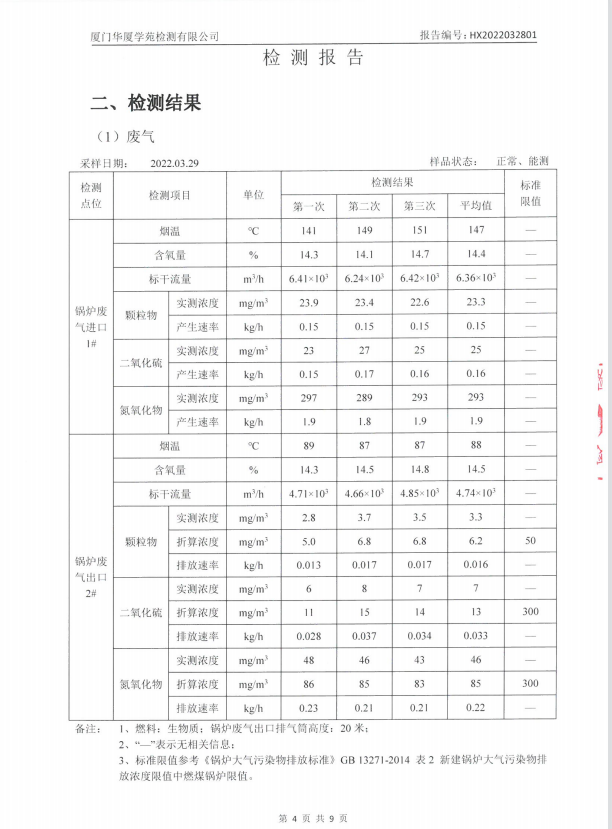 厦门华厦学苑检测有限公司 报告编号：HX2022032801
检 测 报 告
二、检测结果
（1）废气
采样日期： 2022.03.29 样品状态： 正常、能测
检测点位 检测项目 单位 检测结果 标准限值
第一次 第二次 第三次 平均值
锅炉废气进口1#
烟温 ℃ 141 149 151 147 —
含氧量 % 14.3 14.1 14.7 14.4 —
标干流量 m³/h 6.41×10³ 6.24×10³ 6.42×10³ 6.36×10³ —
颗粒物 实测浓度 mg/m³ 23.9 23.4 22.6 23.3 —
产生速率 kg/h 0.15 0.15 0.15 0.15 —
二氧化硫 实测浓度 mg/m³ 23 27 25 25 —
产生速率 kg/h 0.15 0.17 0.16 0.16 —
氮氧化物 实测浓度 mg/m³ 297 289 293 293 —
产生速率 kg/h 1.9 1.8 1.9 1.9 —
锅炉废气出口2#
烟温 ℃ 89 87 87 88 —
含氧量 % 14.3 14.5 14.8 14.5 —
标干流量 m³/h 4.71×10³ 4.66×10³ 4.85×10³ 4.74×10³ —
颗粒物 实测浓度 mg/m³ 2.8 3.7 3.5 3.3 —
折算浓度 mg/m³ 5.0 6.8 6.8 6.2 50
排放速率 kg/h 0.013 0.017 0.017 0.016 —
二氧化硫 实测浓度 mg/m³ 6 8 7 7 —
折算浓度 mg/m³ 11 15 14 13 300
排放速率 kg/h 0.028 0.037 0.034 0.033 —
氮氧化物 实测浓度 mg/m³ 48 46 43 46 —
折算浓度 mg/m³ 86 85 83 85 300
排放速率 kg/h 0.23 0.21 0.21 0.22 —
备注： 1、燃料：生物质；锅炉废气出口排气筒高度：20 米；
2、“—”表示无相关信息；
3、标准限值参考《锅炉大气污染物排放标准》GB 13271-2014 表 2 新建锅炉大气污染物排
放浓度限值中燃煤锅炉限值。
第 4 页 共 9 页